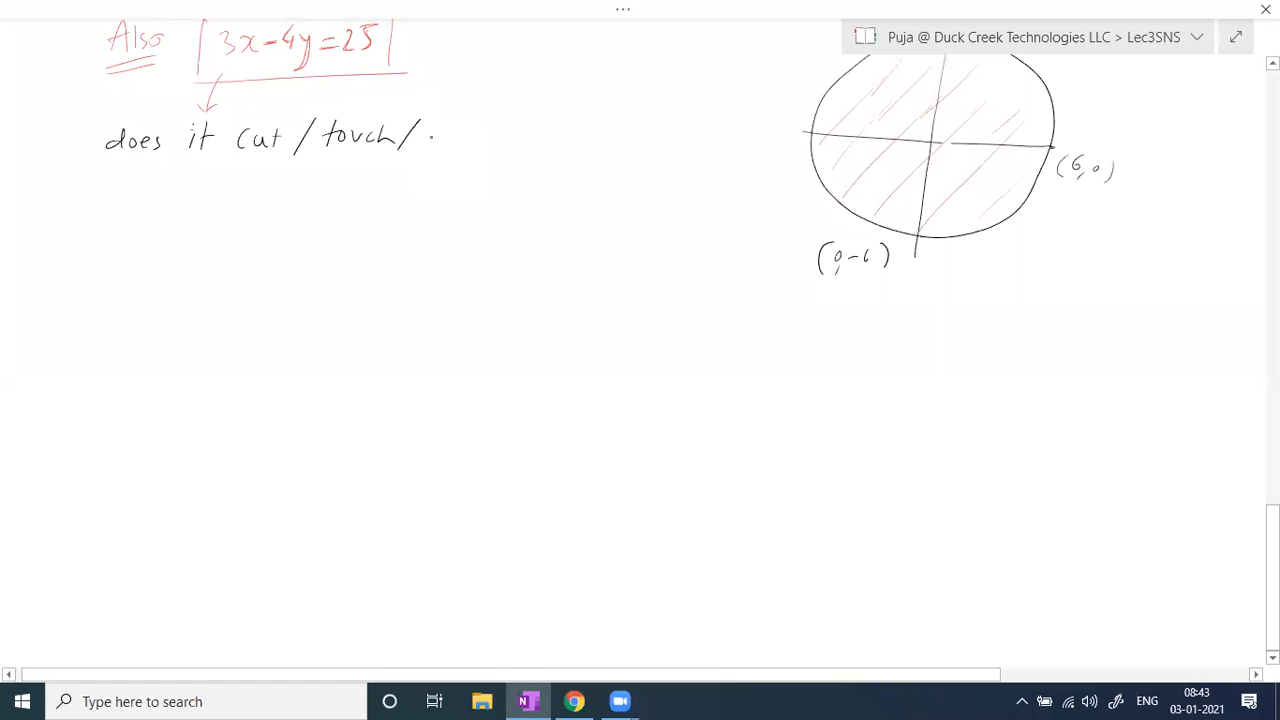 Also 3x-4y=25
Puja @ Duck Creek Technologies LLC > Lec3SNS
does it cut/touch/
(6,0)
(0,-6)
Type here to search
ENG
08:43
03-01-2021